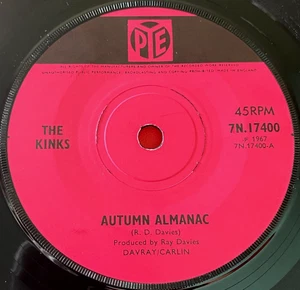 PYE
THE
KINKS
45RPM
7N.17400
℗ 1967
7N.17400-A
AUTUMN ALMANAC
(R. D. Davies)
Produced by Ray Davies
DAVRAY/CARLIN